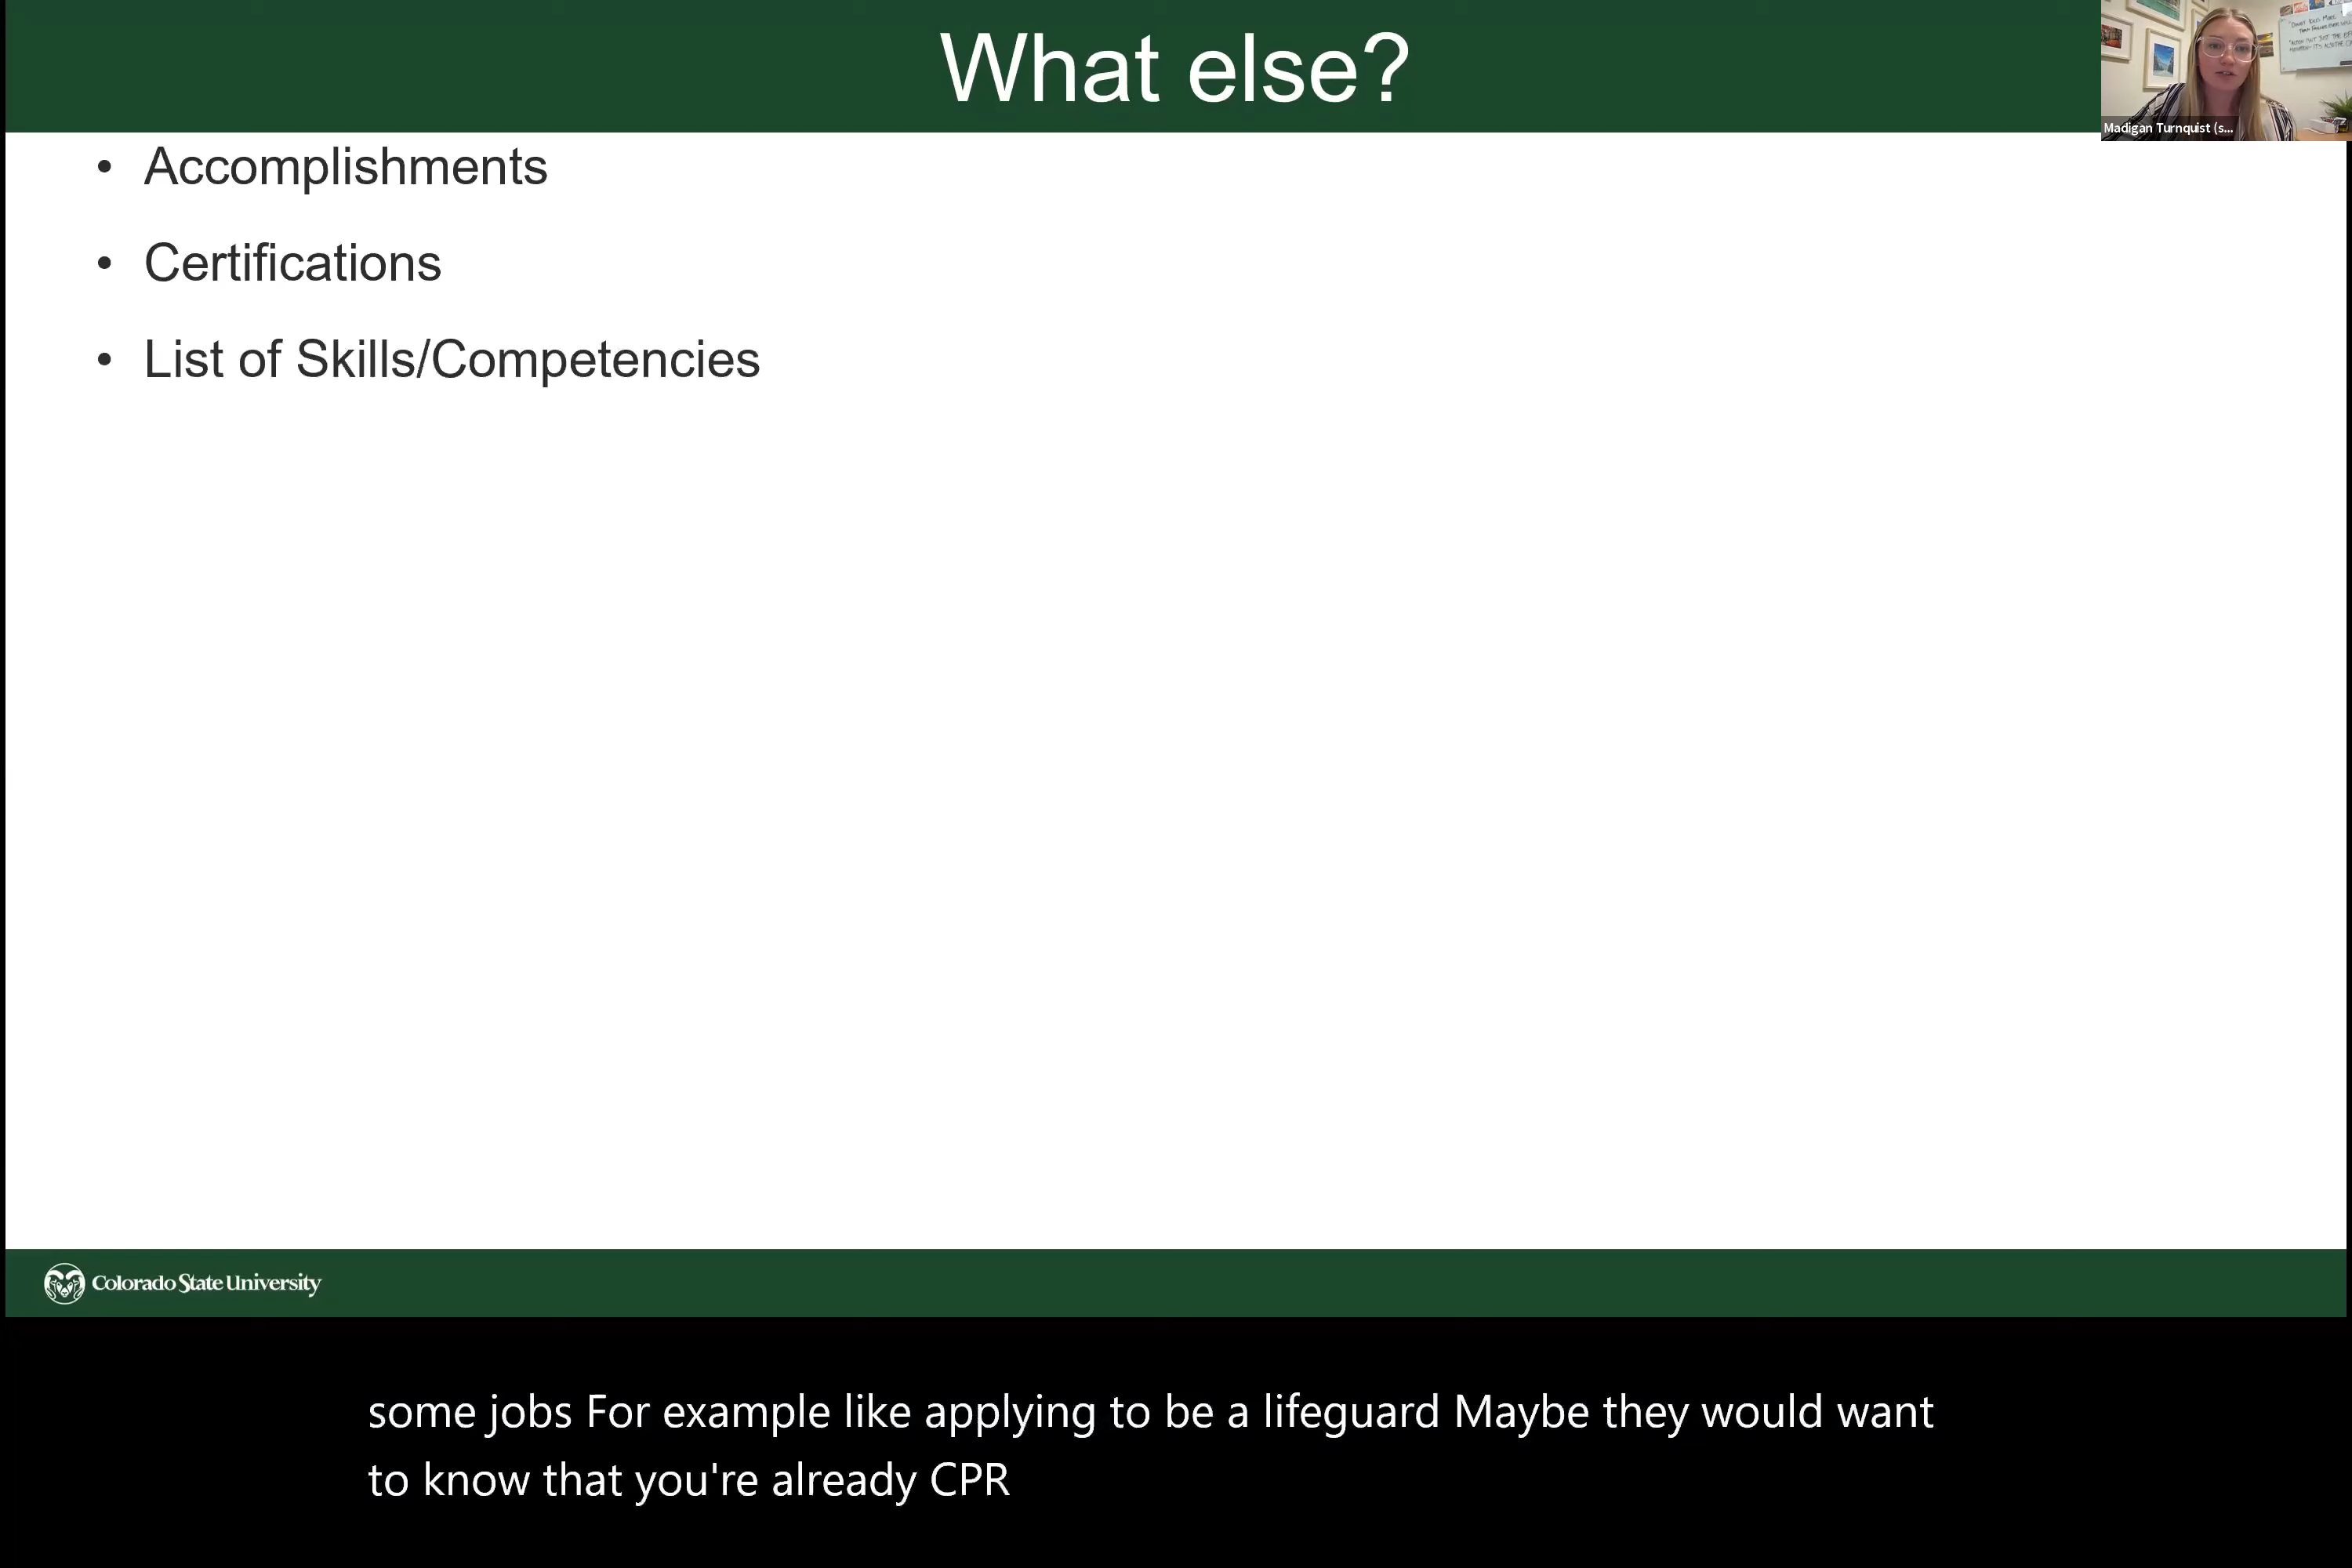 What else?
Madigan Turnquist (s...
• Accomplishments
• Certifications
• List of Skills/Competencies
Colorado State University
some jobs For example like applying to be a lifeguard Maybe they would want
to know that you're already CPR